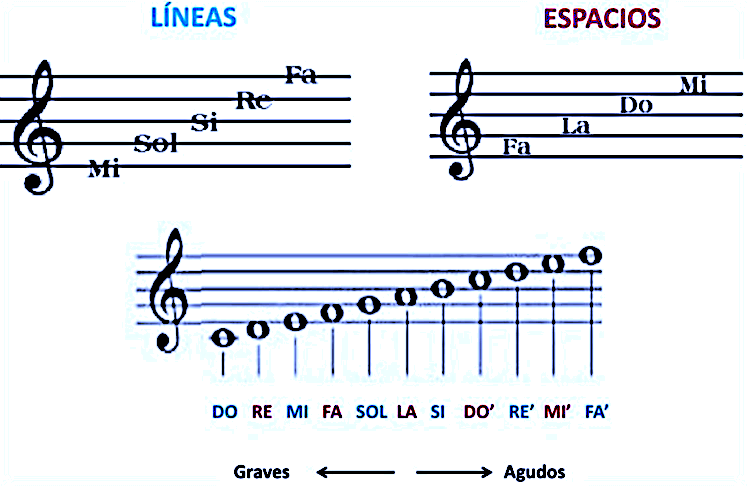 LÍNEAS
Fa
Re
Si
Sol
Mi
ESPACIOS
Mi
Do
La
Fa
DO RE MI FA SOL LA SI DO’ RE’ MI’ FA’
Graves Agudos